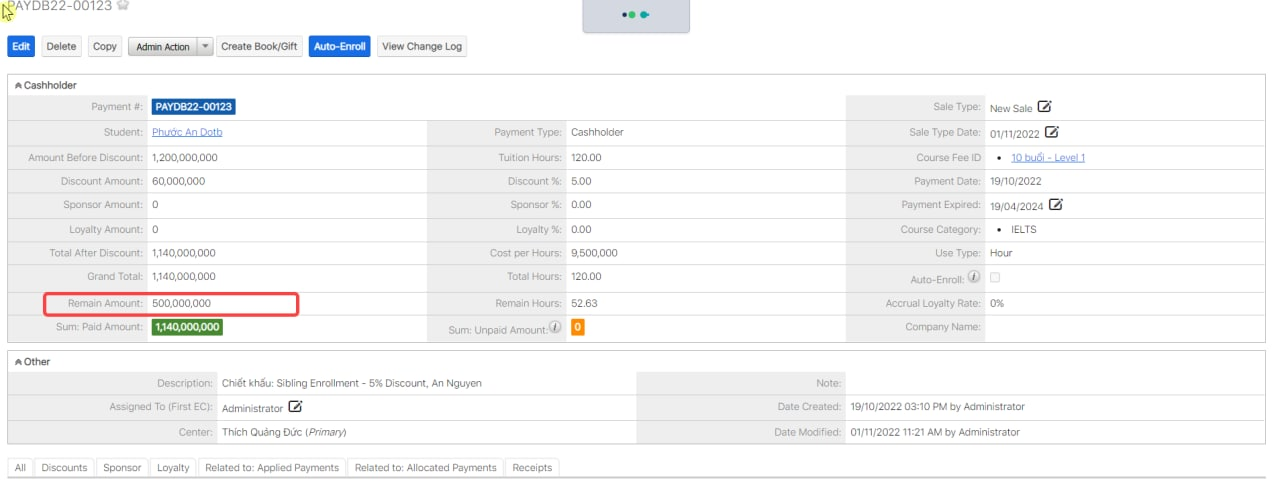 PAYDB22-00123
Edit Delete Copy Admin Action Create Book/Gift Auto-Enroll View Change Log
Cashholder
Payment #: PAYDB22-00123 Sale Type: New Sale
Student: Phước An Dotb Payment Type: Cashholder Sale Type Date: 01/11/2022
Amount Before Discount: 1,200,000,000 Tuition Hours: 120.00 Course Fee ID • 10 buổi - Level 1
Discount Amount: 60,000,000 Discount %: 5.00 Payment Date: 19/10/2022
Sponsor Amount: 0 Sponsor %: 0.00 Payment Expired: 19/04/2024
Loyalty Amount: 0 Loyalty %: 0.00 Course Category: • IELTS
Total After Discount: 1,140,000,000 Cost per Hours: 9,500,000 Use Type: Hour
Grand Total: 1,140,000,000 Total Hours: 120.00 Auto-Enroll:
Remain Amount: 500,000,000 Remain Hours: 52.63 Accrual Loyalty Rate: 0%
Sum: Paid Amount: 1,140,000,000 Sum: Unpaid Amount: 0 Company Name:
Other
Description: Chiết khấu: Sibling Enrollment - 5% Discount, An Nguyen Note:
Assigned To (First EC): Administrator Date Created: 19/10/2022 03:10 PM by Administrator
Center: Thích Quảng Đức (Primary) Date Modified: 01/11/2022 11:21 AM by Administrator
All Discounts Sponsor Loyalty Related to: Applied Payments Related to: Allocated Payments Receipts